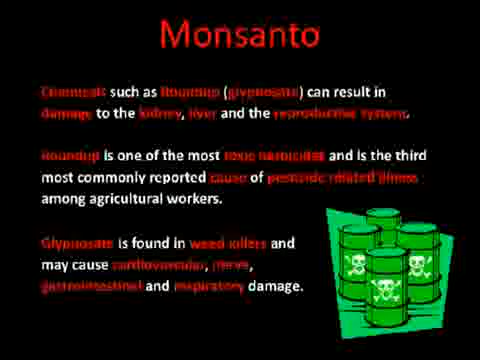 Monsanto
Chemicals such as Roundup (glyphosate) can result in
damage to the kidney, liver and the reproductive system.
Roundup is one of the most toxic herbicides and is the third
most commonly reported cause of pesticide related illness
among agricultural workers.
Glyphosate is found in weed killers and
may cause cardiovascular, nerve,
gastrointestinal and respiratory damage.